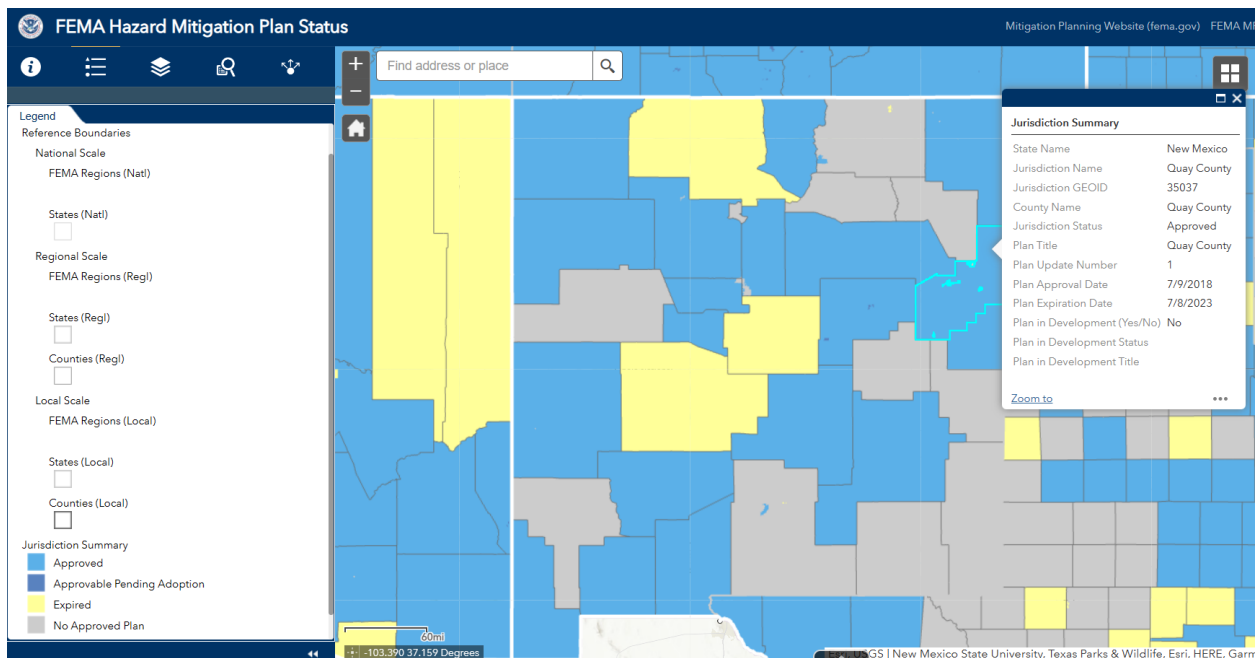 FEMA Hazard Mitigation Plan Status
Mitigation Planning Website (fema.gov) FEMA
Find address or place
Legend
Reference Boundaries
National Scale
FEMA Regions (Natl)
States (Natl)
Regional Scale
FEMA Regions (Regl)
States (Regl)
Counties (Regl)
Local Scale
FEMA Regions (Local)
States (Local)
Counties (Local)
Jurisdiction Summary
Approved
Approvable Pending Adoption
Expired
No Approved Plan
Jurisdiction Summary
State Name New Mexico
Jurisdiction Name Quay County
Jurisdiction GEOID 35037
County Name Quay County
Jurisdiction Status Approved
Plan Title Quay County
Plan Update Number 1
Plan Approval Date 7/9/2018
Plan Expiration Date 7/8/2023
Plan in Development (Yes/No) No
Plan in Development Status
Plan in Development Title
Zoom to
60mi
-103.390 37.159 Degrees
Esri, USGS | New Mexico State University, Texas Parks & Wildlife, Esri, HERE, Garm